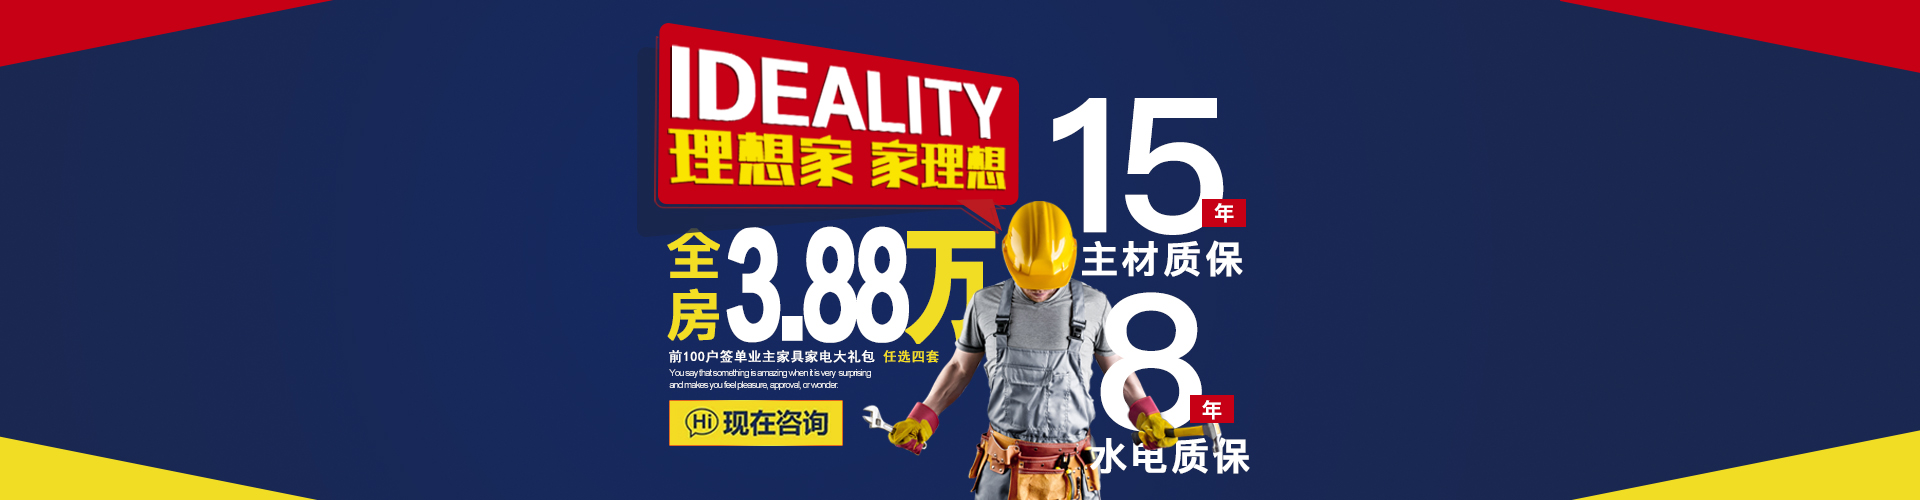 IDEALITY
理想家 家理想
全房3.88万
前100户签单业主家具家电大礼包 任选四套
You say that something is amazing when it is very surprising
and makes you feel pleasure, approval, or wonder.
Hi 现在咨询
15年
主材质保
8年
水电质保